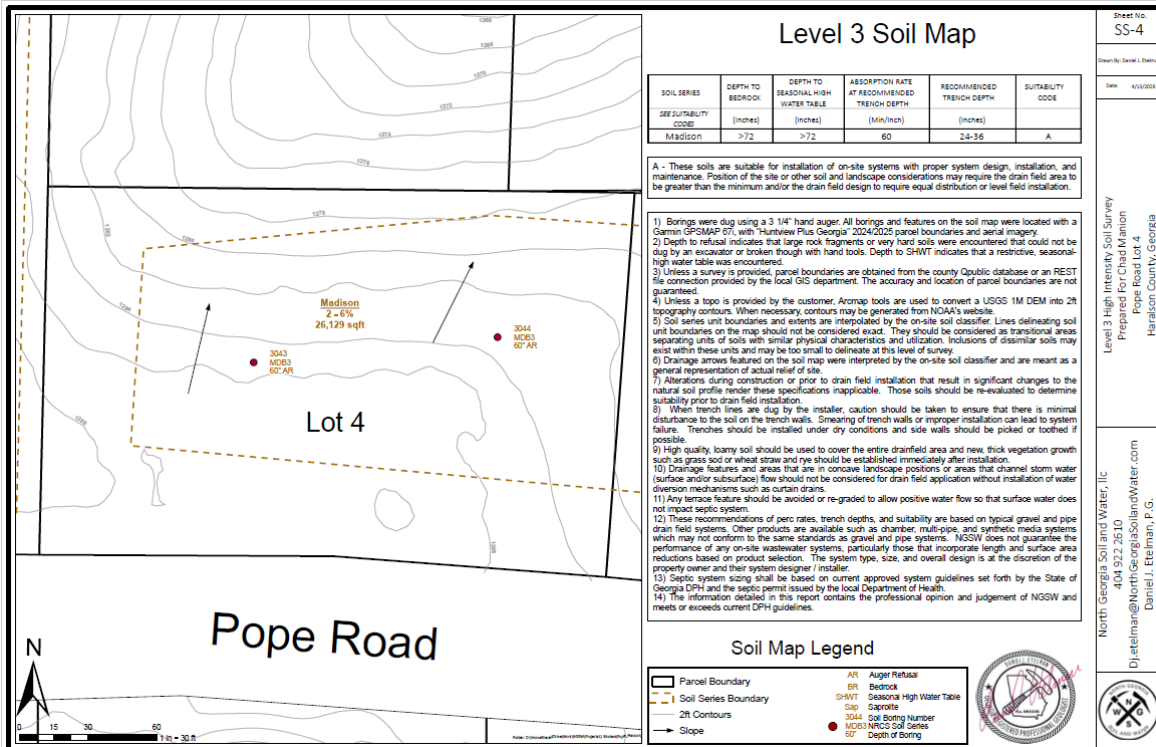 Level 3 Soil Map
SOIL SERIES
DEPTH TO BEDROCK
DEPTH TO SEASONAL HIGH WATER TABLE
ABSORPTION RATE AT RECOMMENDED TRENCH DEPTH
RECOMMENDED TRENCH DEPTH
SUITABILITY CODE
SEE SUITABILITY CODES
(inches)
(inches)
(Min/Inch)
(inches)
Madison >72 >72 60 24-36 A
A - These soils are suitable for installation of on-site systems with proper system design, installation, and
maintenance. Position of the site or other soil and landscape considerations may require the drain field area to
be greater than the minimum and/or the drain field design to require equal distribution or level field installation.
1) Borings were dug using a 3 1/4" hand auger. All borings and features on the soil map were located with a
Garmin GPSMAP 67i, with "Huntview Plus Georgia" 2024/2025 parcel boundaries and aerial imagery.
2) Depth to refusal indicates that large rock fragments or very hard soils were encountered that could not be
dug by an excavator or broken though with hand tools. Depth to SHWT indicates that a restrictive, seasonal-
high water table was encountered.
3) Unless a survey is provided, parcel boundaries are obtained from the county Qpublic database or an REST
file connection provided by the local GIS department. The accuracy and location of parcel boundaries are not
guaranteed.
4) Unless a topo is provided by the customer, Arcmap tools are used to convert a USGS 1M DEM into 2ft
topography contours. When necessary, contours may be generated from NOAA's website.
5) Soil series unit boundaries and extents are interpolated by the on-site soil classifier. Lines delineating soil
unit boundaries on the map should not be considered exact. They should be considered as transitional areas
separating units of soils with similar physical characteristics and utilization. Inclusions of dissimilar soils may
exist within these units and may be too small to delineate at this level of survey.
6) Drainage arrows featured on the soil map were interpreted by the on-site soil classifier and are meant as a
general representation of actual relief of site.
7) Alterations during construction or prior to drain field installation that result in significant changes to the
natural soil profile render these specifications inapplicable. Those soils should be re-evaluated to determine
suitability prior to drain field installation.
8) When trench lines are dug by the installer, caution should be taken to ensure that there is minimal
disturbance to the soil on the trench walls. Smearing of trench walls or improper installation can lead to system
failure. Trenches should be installed under dry conditions and side walls should be picked or toothed if
possible.
9) High quality, loamy soil should be used to cover the entire drainfield area and new, thick vegetation growth
such as grass sod or wheat straw and rye should be established immediately after installation.
10) Drainage features and areas that are in concave landscape positions or areas that channel storm water
(surface and/or subsurface) flow should not be considered for drain field application without installation of water
diversion mechanisms such as curtain drains.
11) Any terrace feature should be avoided or re-graded to allow positive water flow so that surface water does
not impact septic system.
12) These recommendations of perc rates, trench depths, and suitability are based on typical gravel and pipe
drain field systems. Other products are available such as chamber, multi-pipe, and synthetic media systems
which may not conform to the same standards as gravel and pipe systems. NGSW does not guarantee the
performance of any on-site wastewater systems, particularly those that incorporate length and surface area
reductions based on product selection. The system type, size, and overall design is at the discretion of the
property owner and their system designer / installer.
13) Septic system sizing shall be based on current approved system guidelines set forth by the State of
Georgia DPH and the septic permit issued by the local Department of Health.
14) The information detailed in this report contains the professional opinion and judgement of NGSW and
meets or exceeds current DPH guidelines.
Madison
2 - 6%
26,129 sqft
3043
MDB3
60" AR
3044
MDB3
60" AR
Lot 4
Pope Road
N
0 15 30 60
1 in = 30 ft
Soil Map Legend
Parcel Boundary
Soil Series Boundary
2ft Contours
Slope
AR Auger Refusal
BR Bedrock
SHWT Seasonal High Water Table
Sap Saprolite
3044 Soil Boring Number
MDB3 NRCS Soil Series
60" Depth of Boring
Sheet No.
SS-4
Drawn By: Daniel J.
Date:
Level 3 High Intensity Soil Survey
Prepared For Chad Manion
Pope Road Lot 4
Haralson County, Georgia
North Georgia Soil and Water, llc
404 922 2610
Dj.etelman@NorthGeorgiaSoilandWater.com
Daniel J. Etelman, P.G.
N
W
G
S